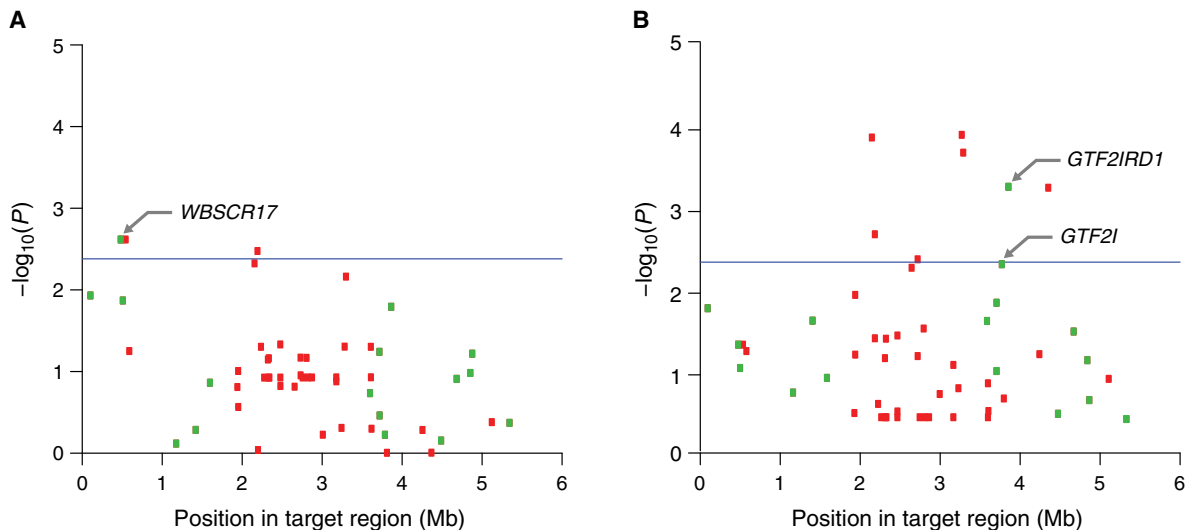 A
5
4
3
2
1
0
−log10(P)
WBSCR17
0 1 2 3 4 5 6
Position in target region (Mb)
B
5
4
3
2
1
0
−log10(P)
GTF2IRD1
GTF2I
0 1 2 3 4 5 6
Position in target region (Mb)